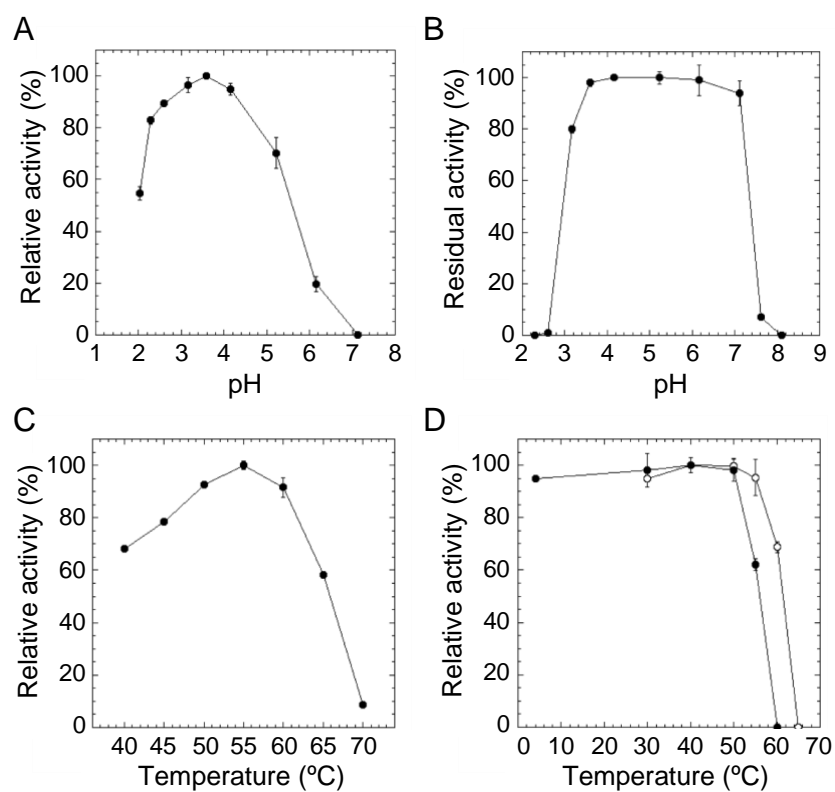 A
Relative activity (%)
100
80
60
40
20
0
1 2 3 4 5 6 7 8
pH
B
Residual activity (%)
100
80
60
40
20
0
2 3 4 5 6 7 8 9
pH
C
Relative activity (%)
100
80
60
40
20
0
40 45 50 55 60 65 70
Temperature (ºC)
D
Relative activity (%)
100
80
60
40
20
0
0 10 20 30 40 50 60 70
Temperature (ºC)